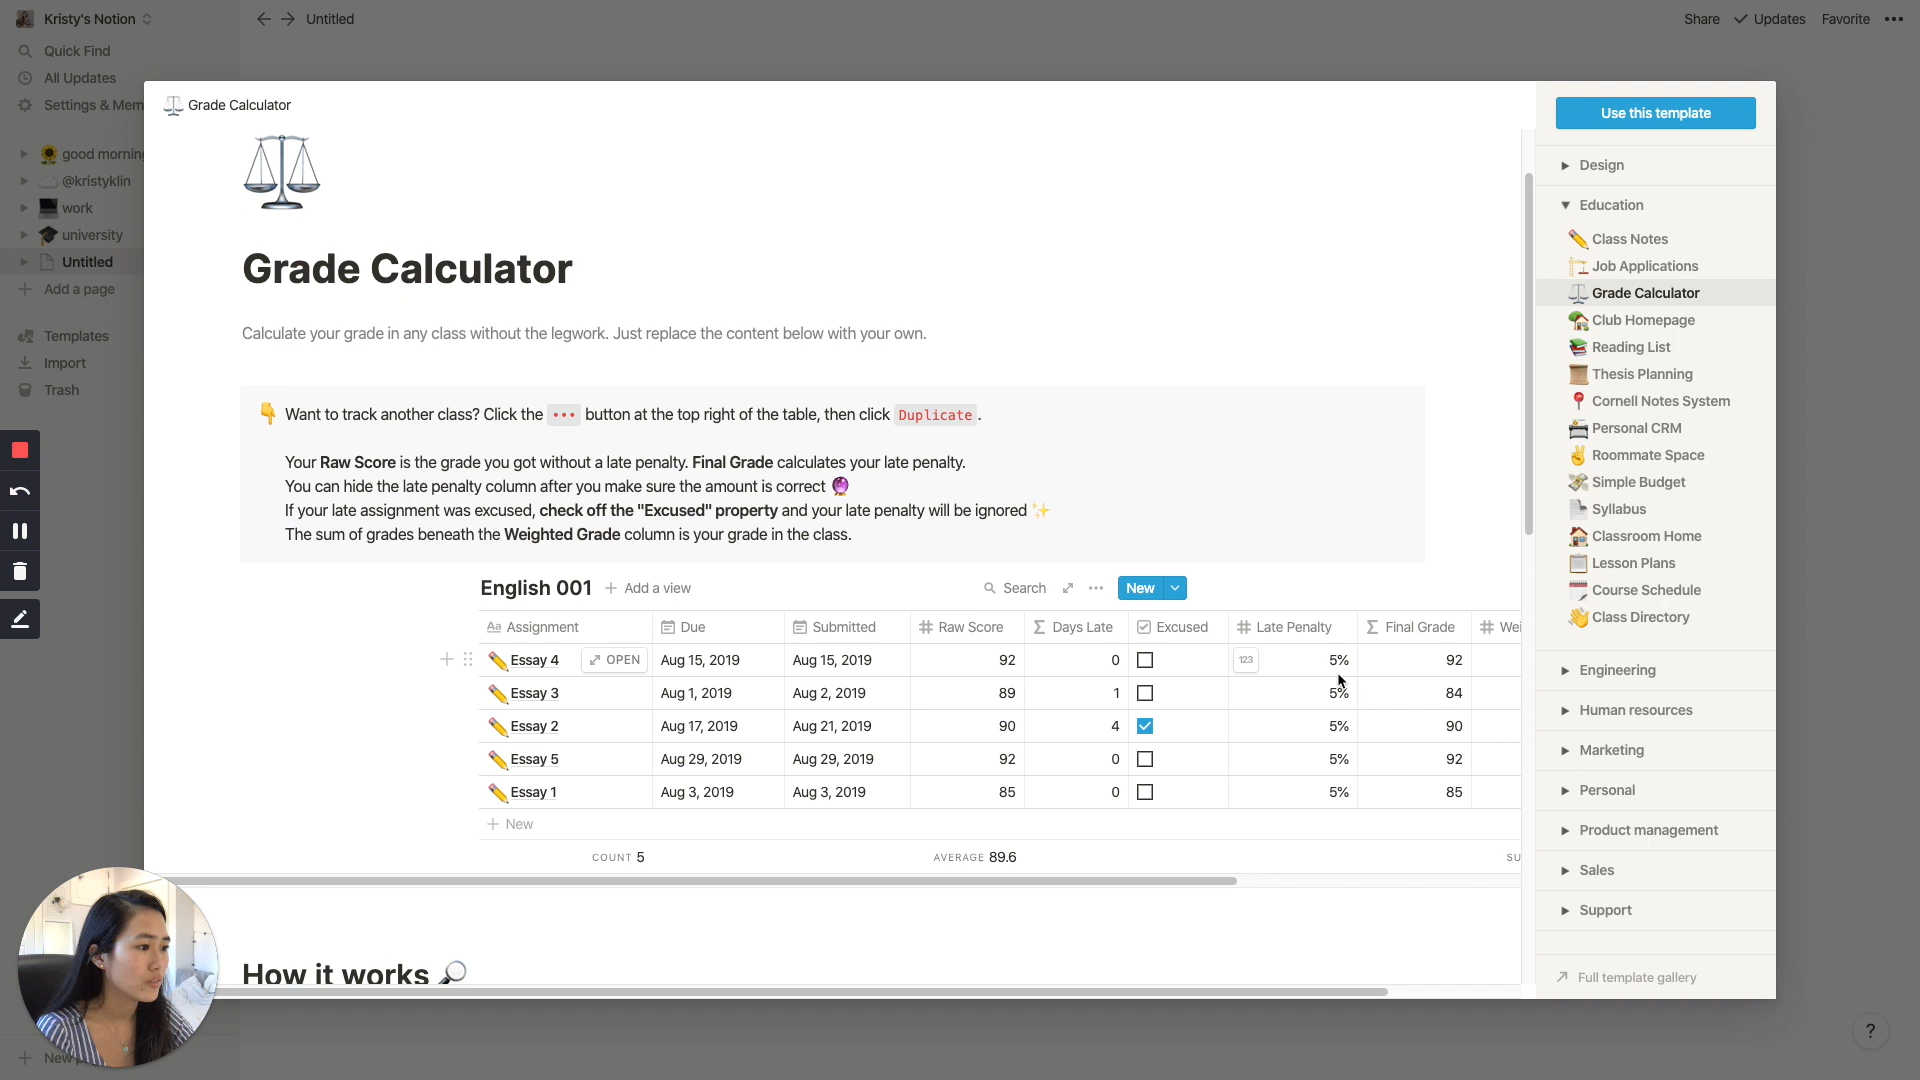 Kristy's Notion
Untitled
Share
Updates
Favorite
Quick Find
All Updates
Settings & Mem
good morning
@kristyklin
work
university
Untitled
Add a page
Templates
Import
Trash
New
Grade Calculator
Grade Calculator
Calculate your grade in any class without the legwork. Just replace the content below with your own.
Want to track another class? Click the ••• button at the top right of the table, then click Duplicate.
Your Raw Score is the grade you got without a late penalty. Final Grade calculates your late penalty.
You can hide the late penalty column after you make sure the amount is correct 🔮
If your late assignment was excused, check off the "Excused" property and your late penalty will be ignored ✨
The sum of grades beneath the Weighted Grade column is your grade in the class.
English 001 + Add a view Search New
Aa Assignment Due Submitted # Raw Score Σ Days Late Excused # Late Penalty Σ Final Grade # Wei
Essay 4 OPEN Aug 15, 2019 Aug 15, 2019 92 0 123 5% 92
Essay 3 Aug 1, 2019 Aug 2, 2019 89 1 5% 84
Essay 2 Aug 17, 2019 Aug 21, 2019 90 4 5% 90
Essay 5 Aug 29, 2019 Aug 29, 2019 92 0 5% 92
Essay 1 Aug 3, 2019 Aug 3, 2019 85 0 5% 85
+ New
COUNT 5 AVERAGE 89.6 SU
How it works
Use this template
Design
Education
Class Notes
Job Applications
Grade Calculator
Club Homepage
Reading List
Thesis Planning
Cornell Notes System
Personal CRM
Roommate Space
Simple Budget
Syllabus
Classroom Home
Lesson Plans
Course Schedule
Class Directory
Engineering
Human resources
Marketing
Personal
Product management
Sales
Support
Full template gallery
?